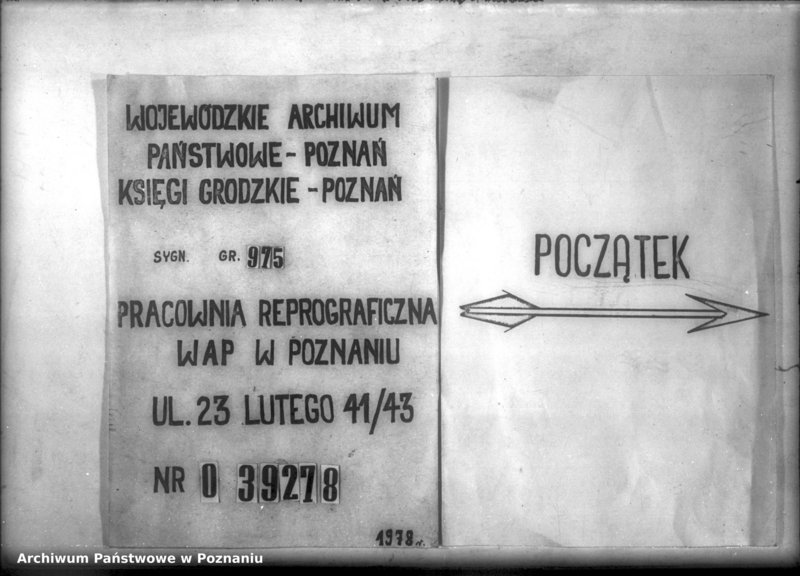 WOJEWÓDZKIE ARCHIWUM
PAŃSTWOWE - POZNAŃ
KSIĘGI GRODZKIE - POZNAŃ
SYGN. GR. 975
PRACOWNIA REPROGRAFICZNA
WAP W POZNANIU
UL. 23 LUTEGO 41/43
NR 0 39278
1978 r.
POCZĄTEK
Archiwum Państwowe w Poznaniu